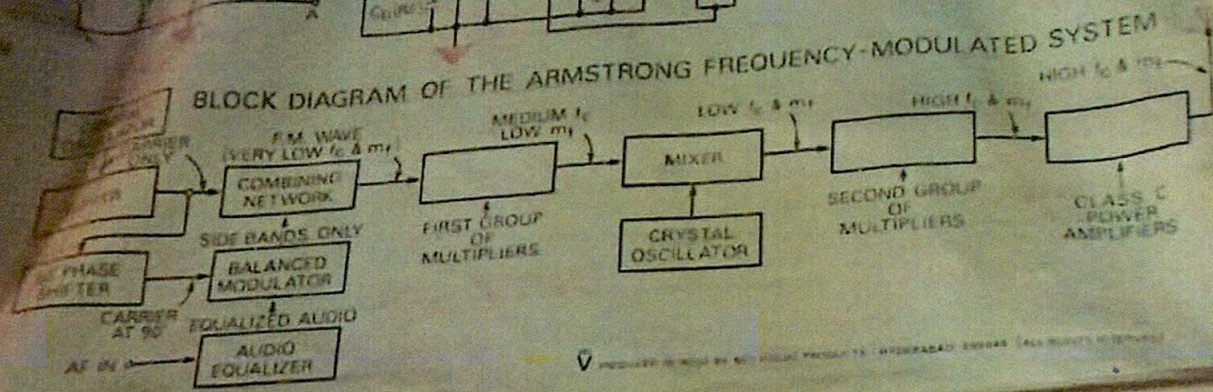 BLOCK DIAGRAM OF THE ARMSTRONG FREQUENCY-MODULATED SYSTEM
HIGH fc & mf
HIGH fc & mf
LOW fc & mf
MEDIUM fc
LOW mf
F.M. WAVE
(VERY LOW fc & mf)
ONLY
COMBINING
NETWORK
MIXER
FIRST GROUP
OF
MULTIPLIERS
SECOND GROUP
OF
MULTIPLIERS
CLASS C
POWER
AMPLIFIERS
CRYSTAL
OSCILLATOR
SIDE BANDS ONLY
PHASE
SHIFTER
BALANCED
MODULATOR
CARRIER
AT 90°
EQUALIZED AUDIO
AF IN
AUDIO
EQUALIZER